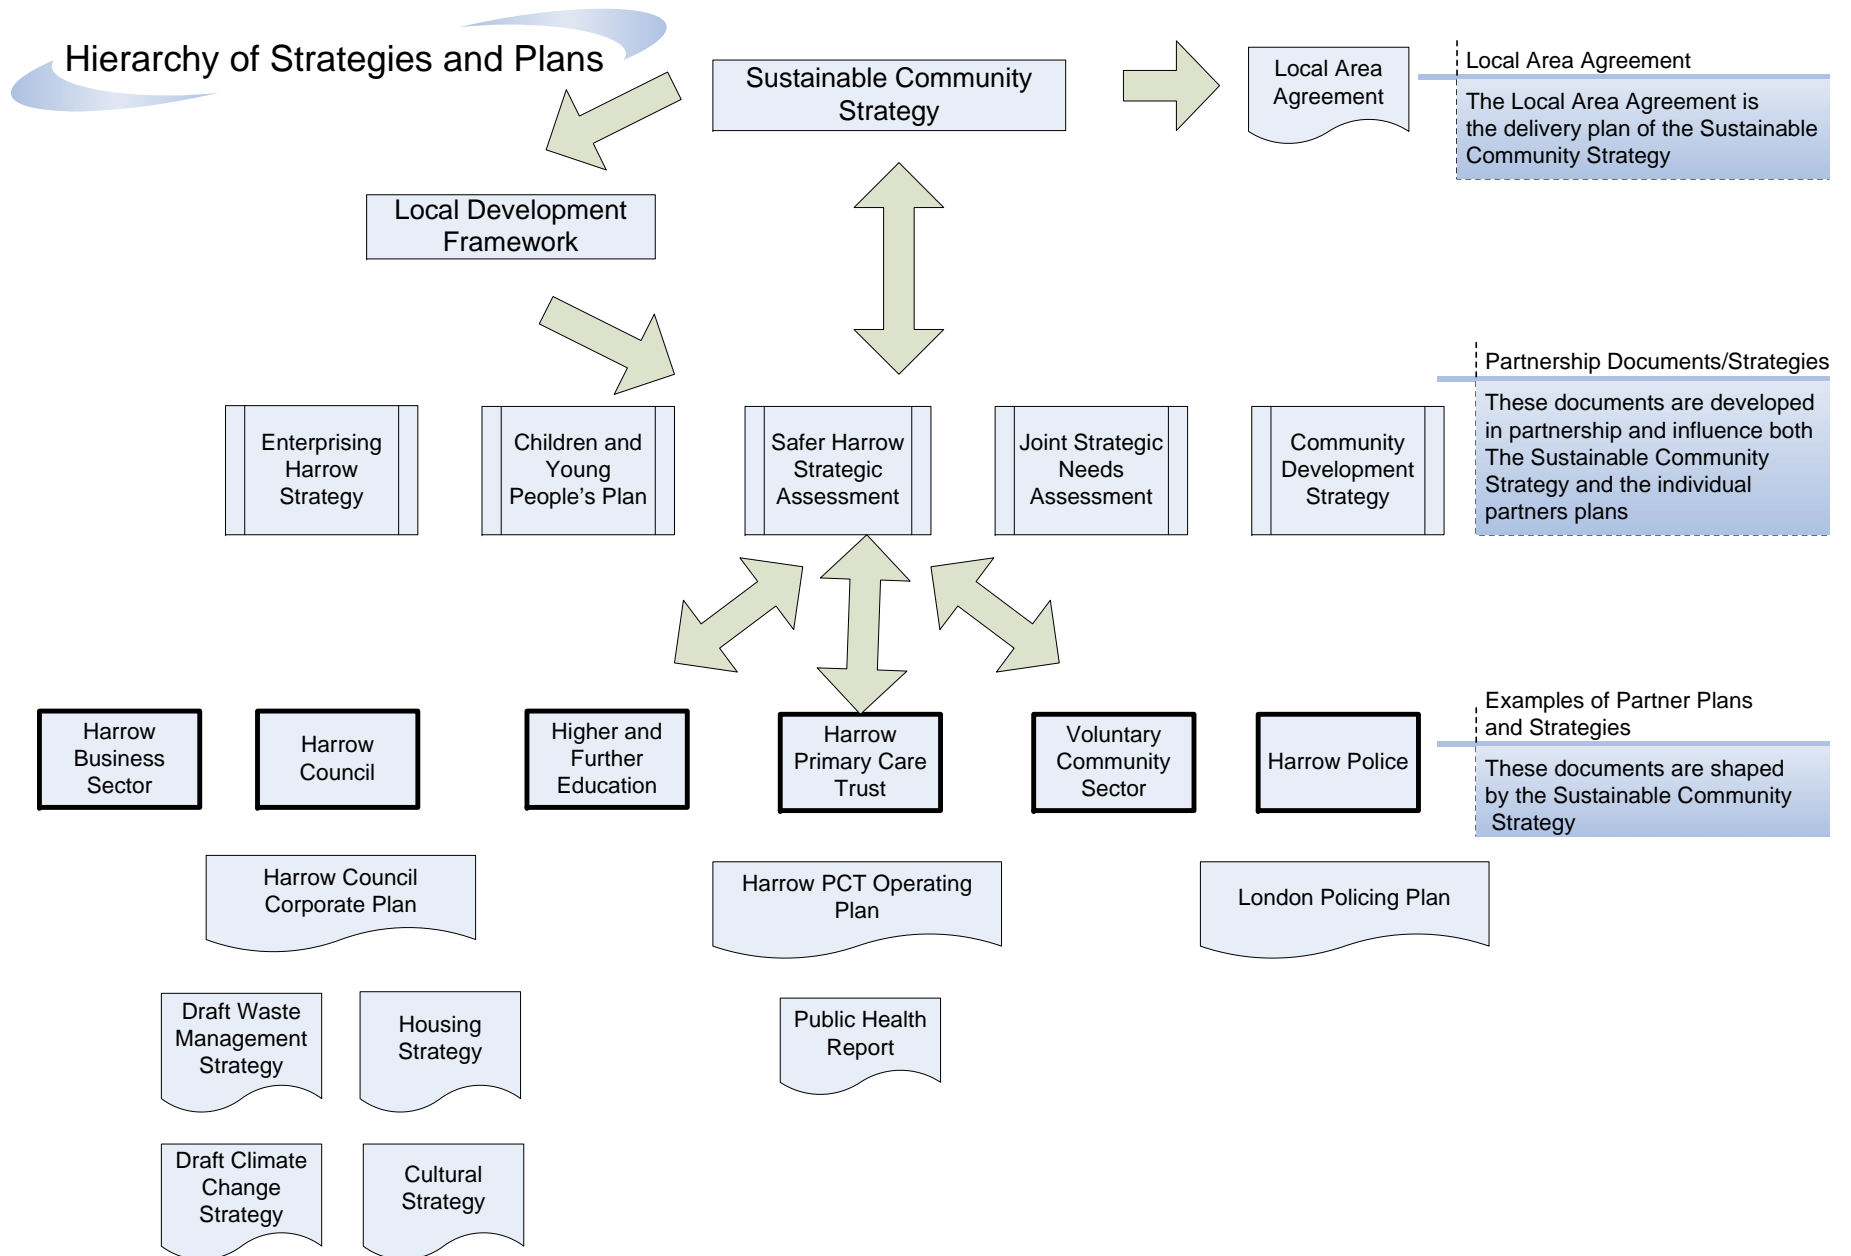 Hierarchy of Strategies and Plans
Sustainable Community
Strategy
Local Area
Agreement
Local Area Agreement
The Local Area Agreement is
the delivery plan of the Sustainable
Community Strategy
Local Development
Framework
Partnership Documents/Strategies
These documents are developed
in partnership and influence both
The Sustainable Community
Strategy and the individual
partners plans
Enterprising
Harrow
Strategy
Children and
Young
People’s Plan
Safer Harrow
Strategic
Assessment
Joint Strategic
Needs
Assessment
Community
Development
Strategy
Examples of Partner Plans
and Strategies
These documents are shaped
by the Sustainable Community
Strategy
Harrow
Business
Sector
Harrow
Council
Higher and
Further
Education
Harrow
Primary Care
Trust
Voluntary
Community
Sector
Harrow Police
Harrow Council
Corporate Plan
Harrow PCT Operating
Plan
London Policing Plan
Draft Waste
Management
Strategy
Housing
Strategy
Public Health
Report
Draft Climate
Change
Strategy
Cultural
Strategy